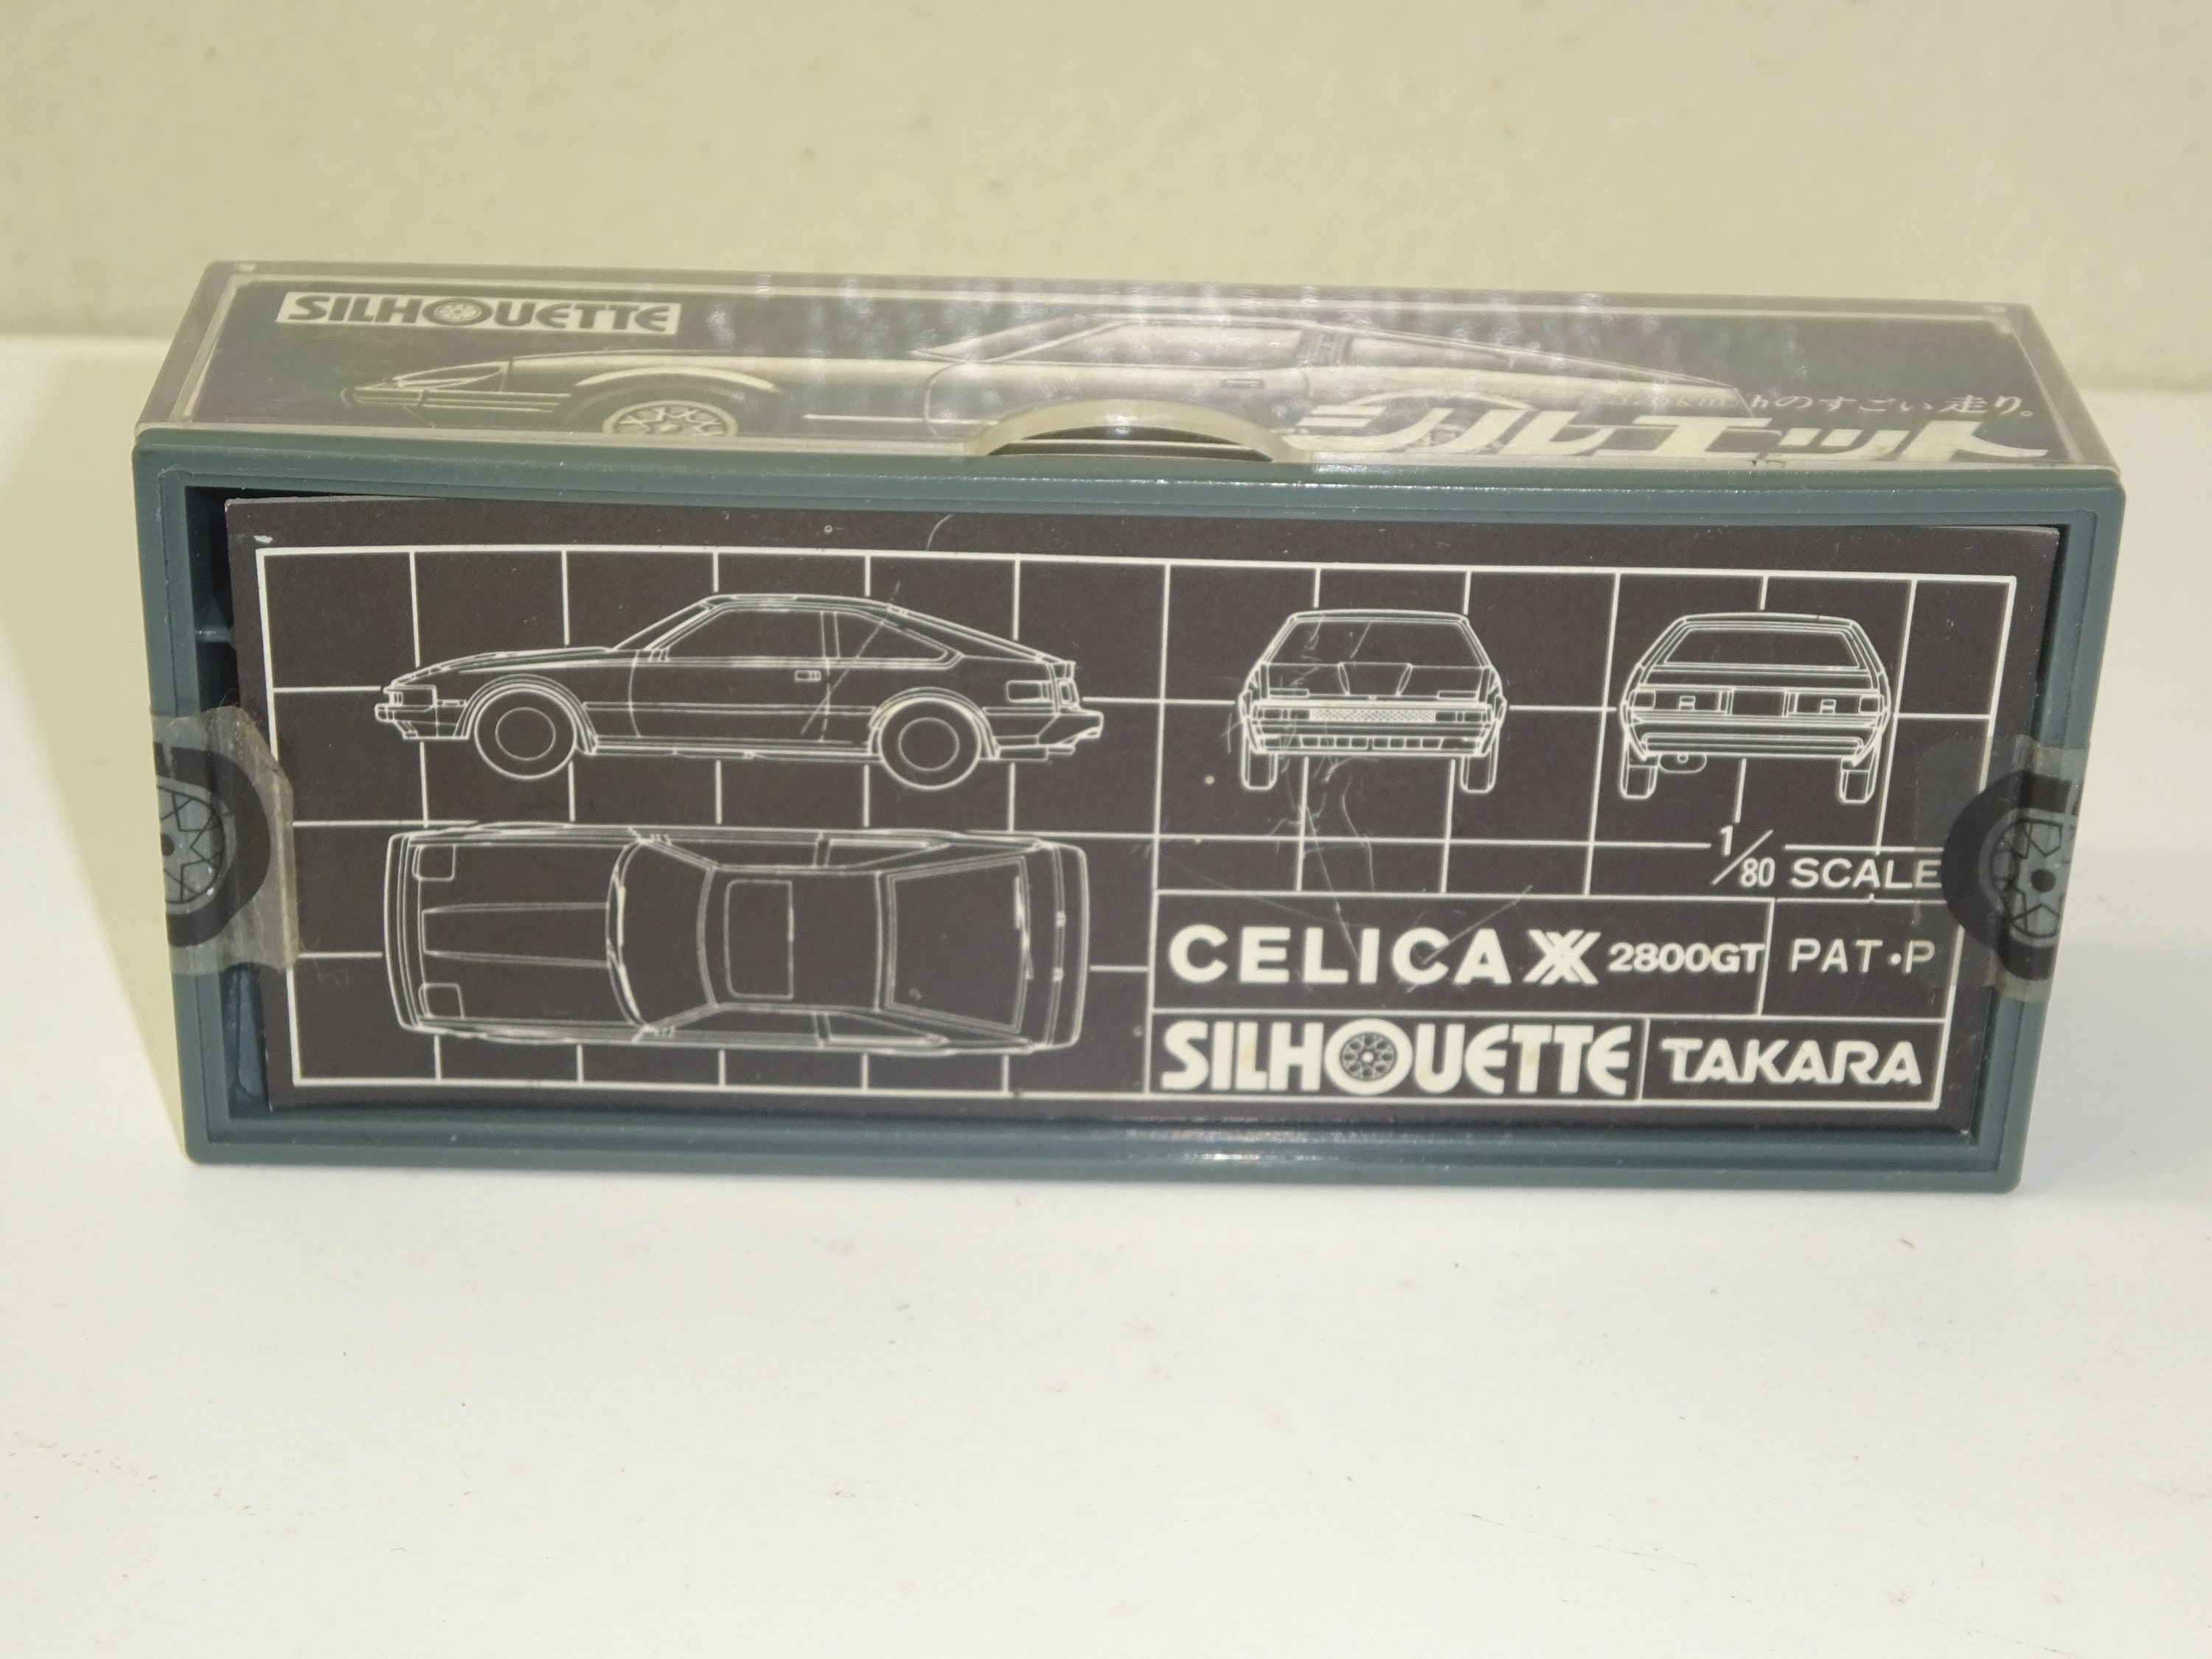 SILHOUETTE
hのすごい走り。
シルエット
1/80 SCALE
CELICA XX 2800GT
PAT・P
SILHOUETTE
TAKARA